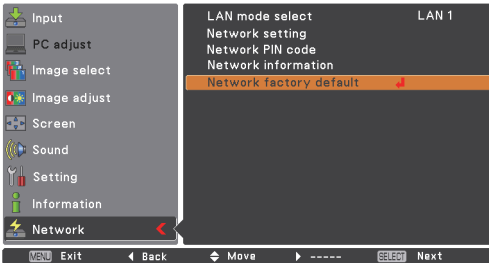 Input
PC adjust
Image select
Image adjust
Screen
Sound
Setting
Information
Network
LAN mode select LAN 1
Network setting
Network PIN code
Network information
Network factory default
MENU Exit Back Move ----- SELECT Next